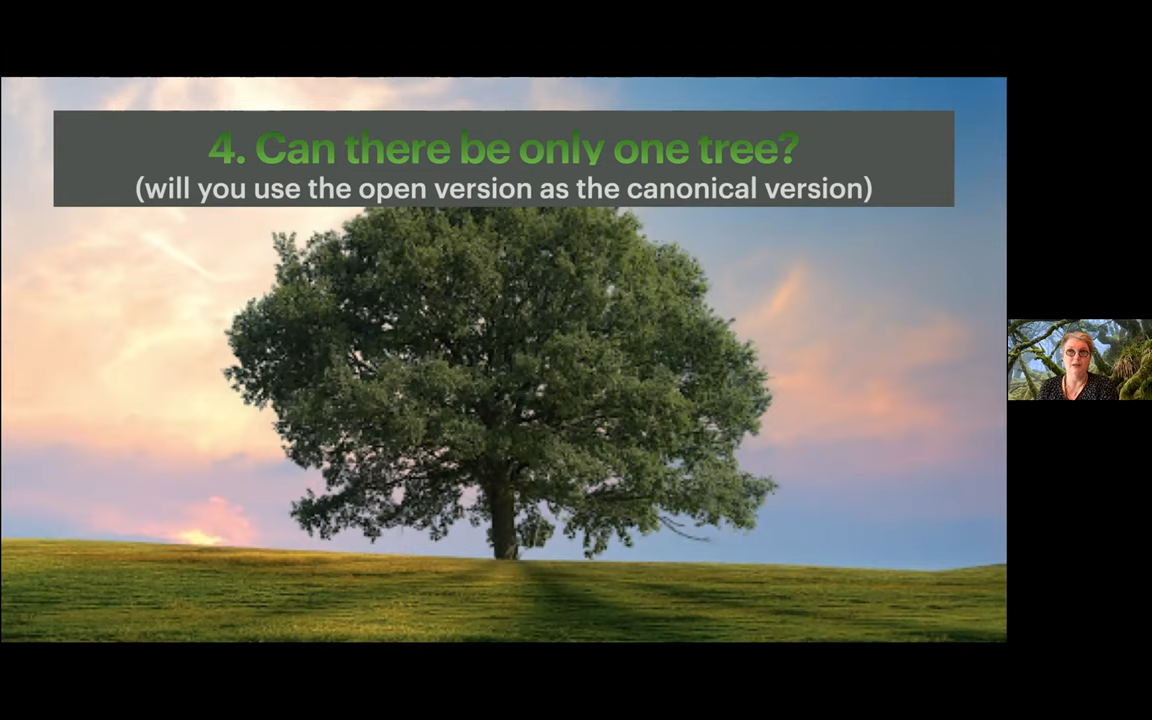 4. Can there be only one tree?
(will you use the open version as the canonical version)